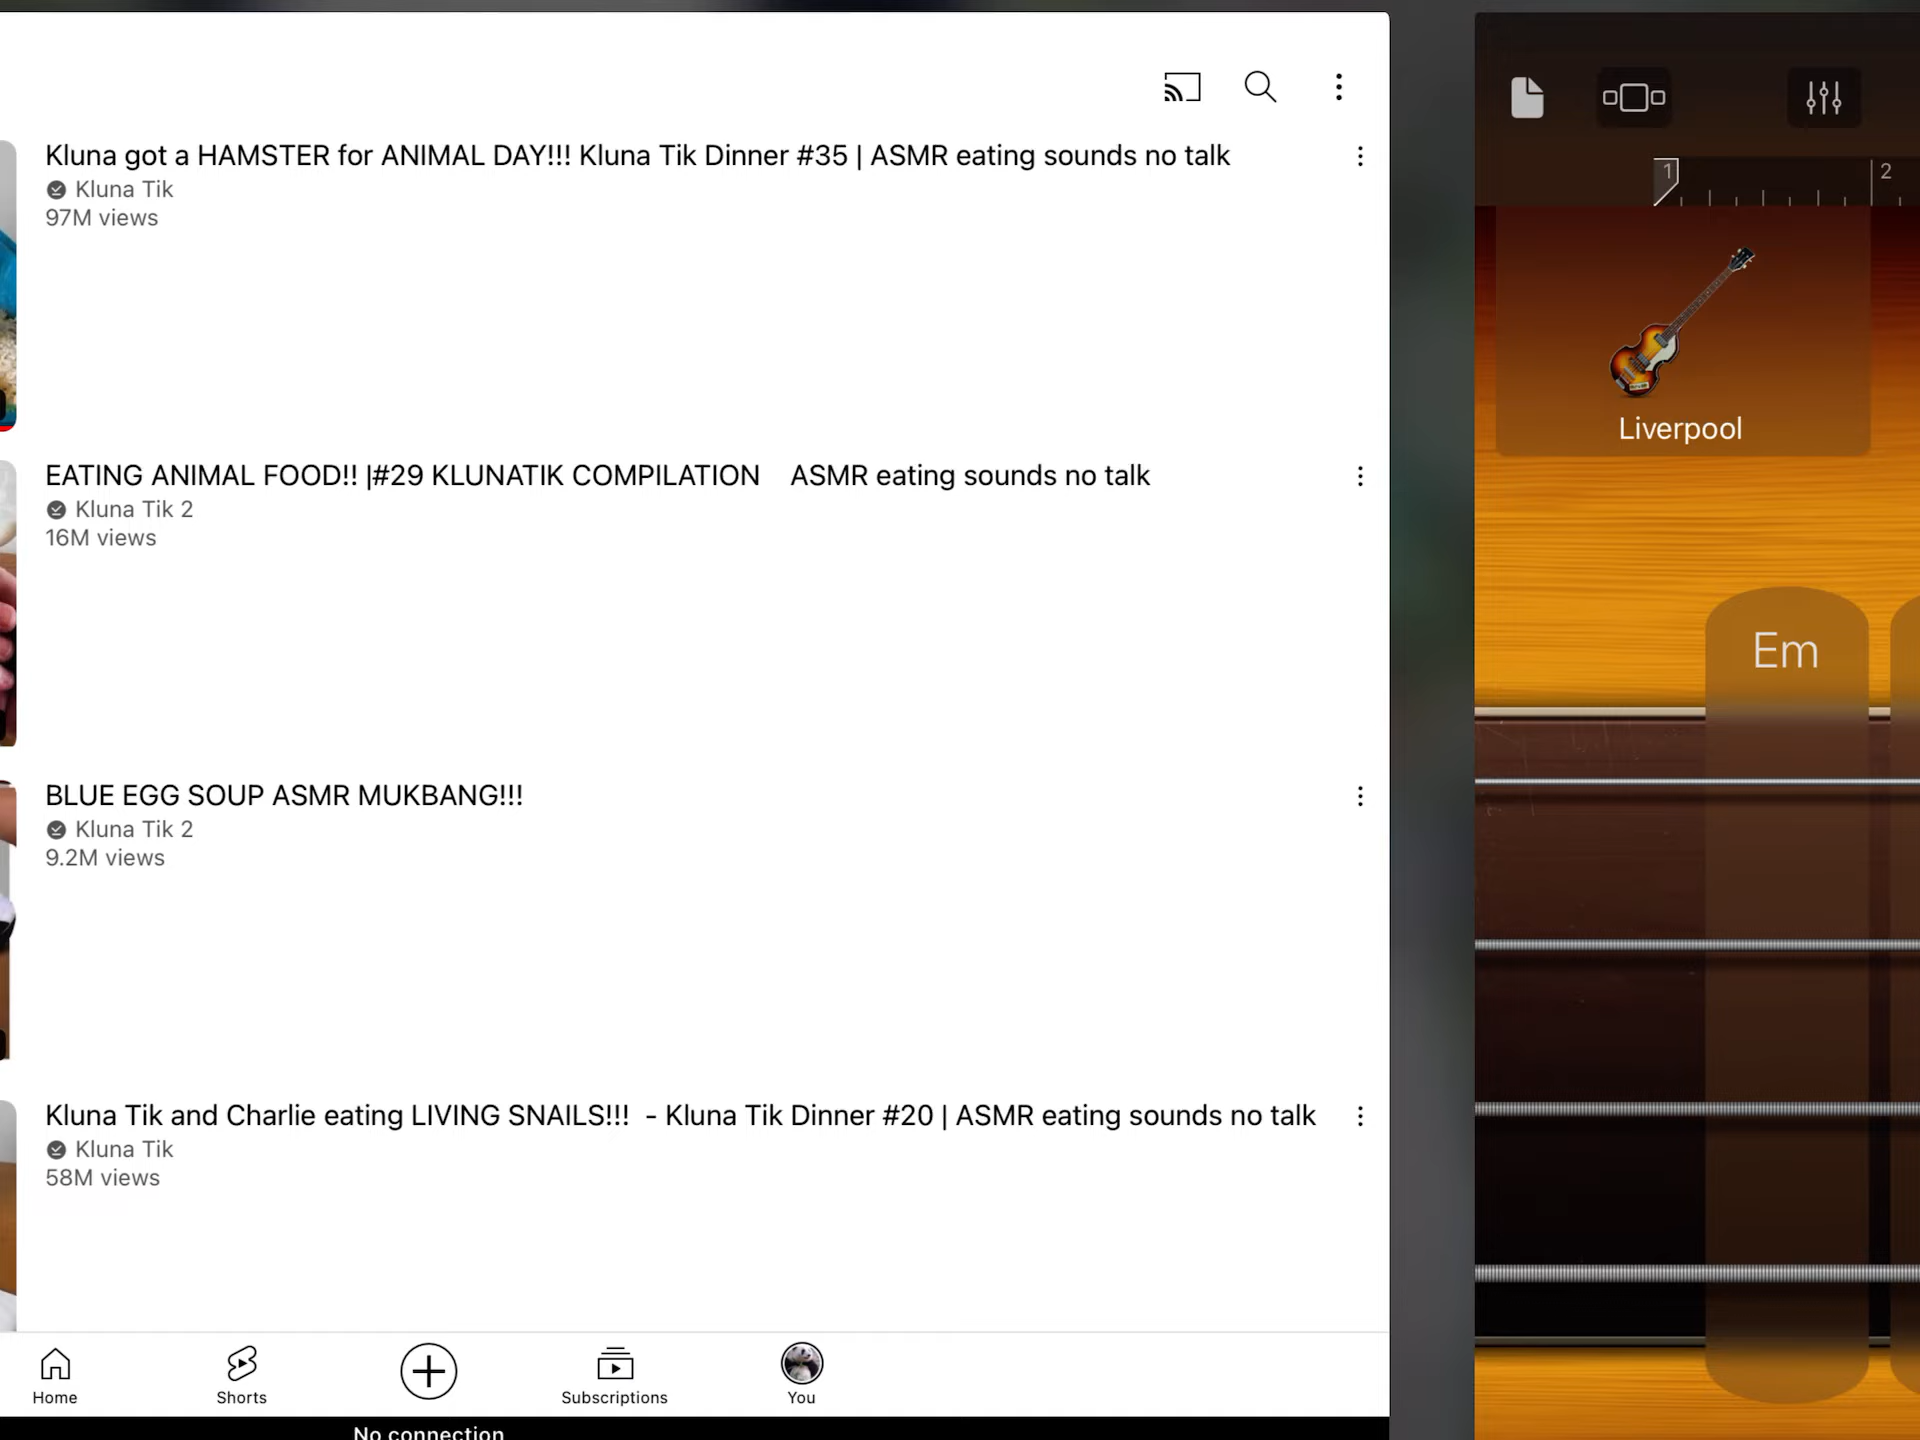 Kluna got a HAMSTER for ANIMAL DAY!!! Kluna Tik Dinner #35 | ASMR eating sounds no talk
Kluna Tik
97M views
EATING ANIMAL FOOD!! |#29 KLUNATIK COMPILATION    ASMR eating sounds no talk
Kluna Tik 2
16M views
BLUE EGG SOUP ASMR MUKBANG!!!
Kluna Tik 2
9.2M views
Kluna Tik and Charlie eating LIVING SNAILS!!!  - Kluna Tik Dinner #20 | ASMR eating sounds no talk
Kluna Tik
58M views
Home
Shorts
Subscriptions
You
No connection
1
2
Liverpool
Em